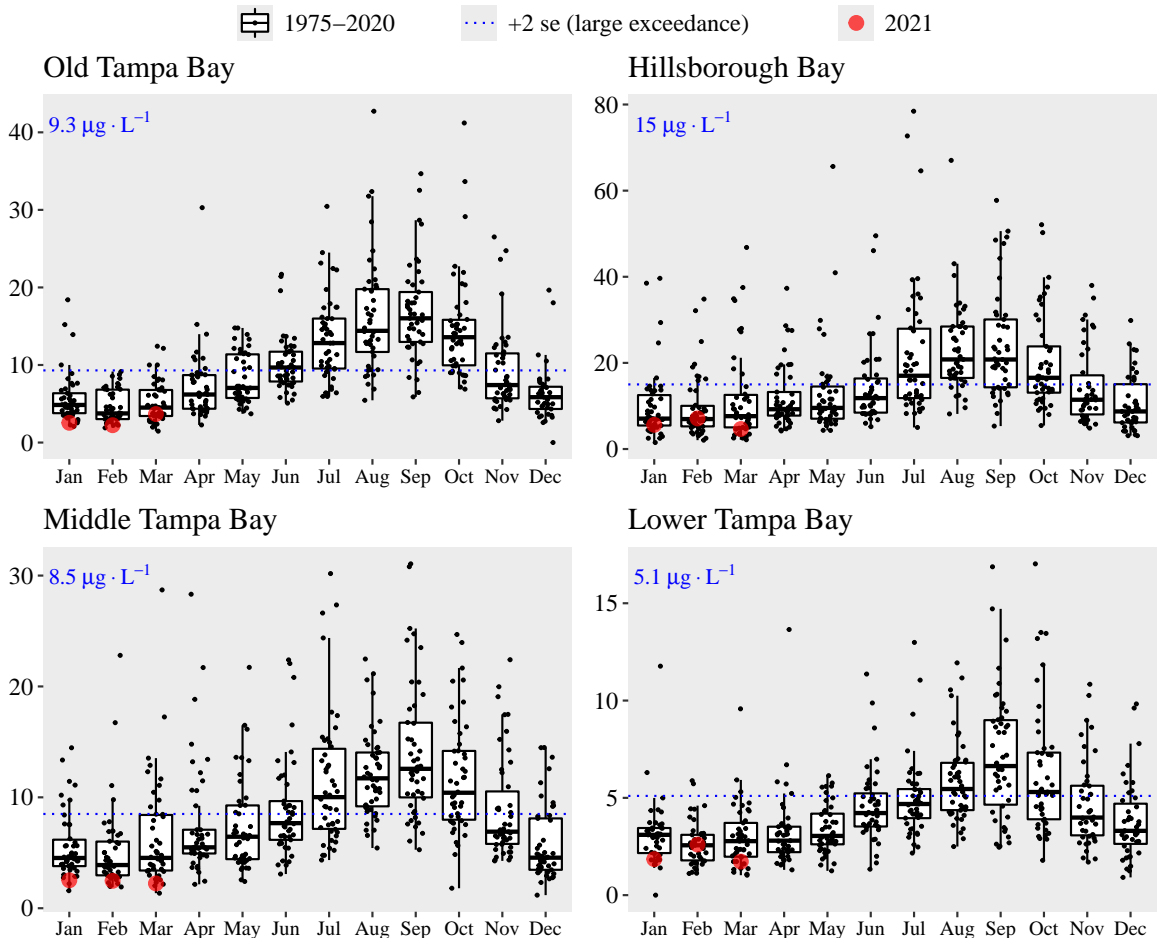 1975–2020 +2 se (large exceedance) 2021
Old Tampa Bay
9.3 μg · L⁻¹
40
30
20
10
0
Jan Feb Mar Apr May Jun Jul Aug Sep Oct Nov Dec
Hillsborough Bay
15 μg · L⁻¹
80
60
40
20
0
Jan Feb Mar Apr May Jun Jul Aug Sep Oct Nov Dec
Middle Tampa Bay
8.5 μg · L⁻¹
30
20
10
0
Jan Feb Mar Apr May Jun Jul Aug Sep Oct Nov Dec
Lower Tampa Bay
5.1 μg · L⁻¹
15
10
5
0
Jan Feb Mar Apr May Jun Jul Aug Sep Oct Nov Dec